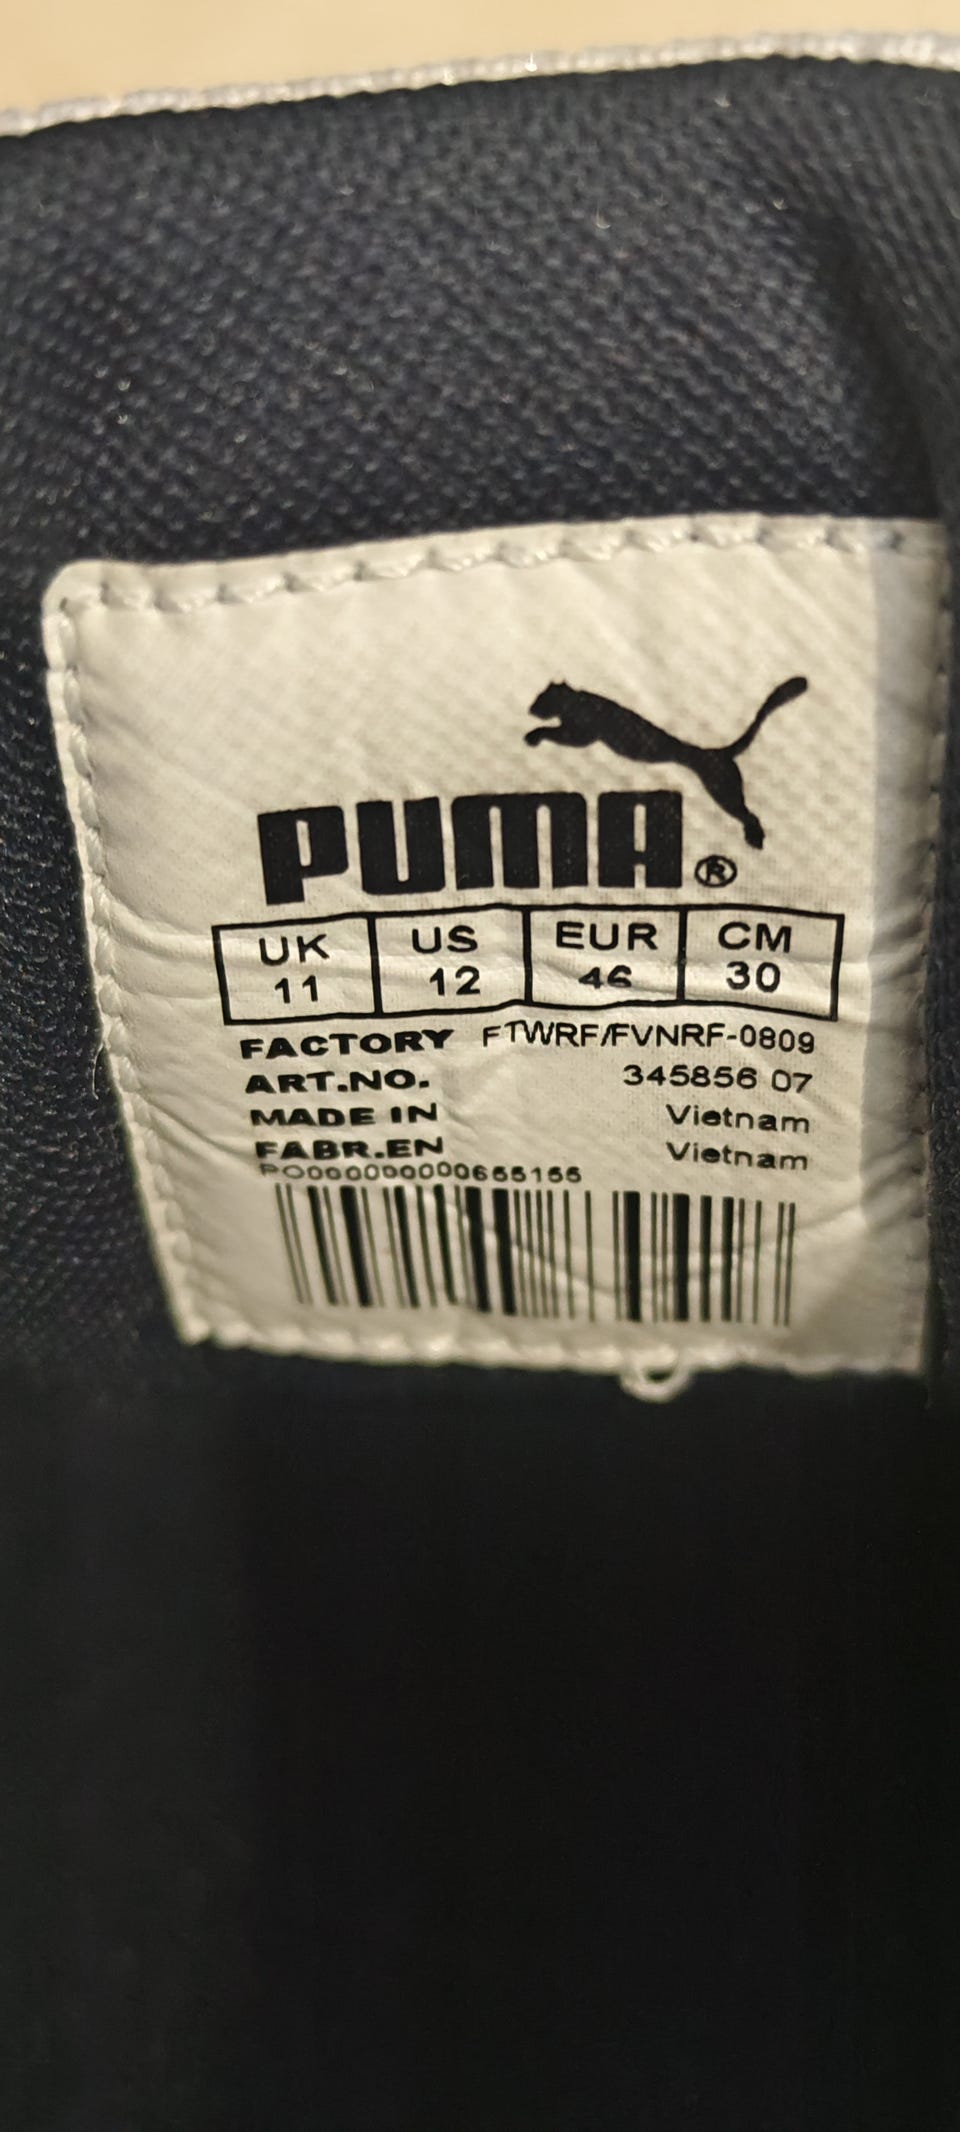 PUMA®
UK US EUR CM
11 12 46 30
FACTORY FTWRF/FVNRF-0809
ART.NO. 345856 07
MADE IN Vietnam
FABR.EN Vietnam